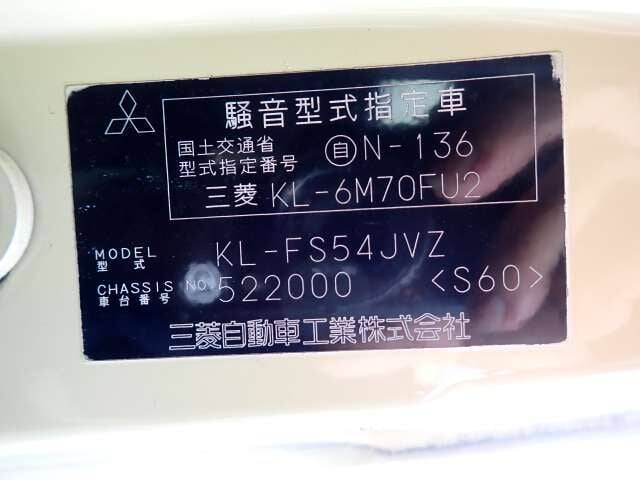 騒音型式指定車
国土交通省
型式指定番号 自N-136
三菱 KL-6M70FU2
MODEL
型式 KL-FS54JVZ
CHASSIS NO.
車台番号 522000 <S60>
三菱自動車工業株式会社